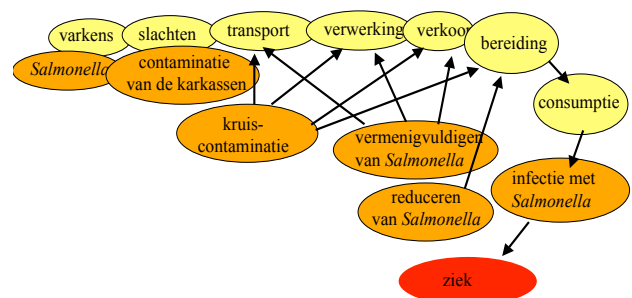 varkens
slachten
transport
verwerking
verkoop
bereiding
Salmonella
contaminatie
van de karkassen
consumptie
kruis-
contaminatie
vermenigvuldigen
van Salmonella
infectie met
Salmonella
reduceren
van Salmonella
ziek